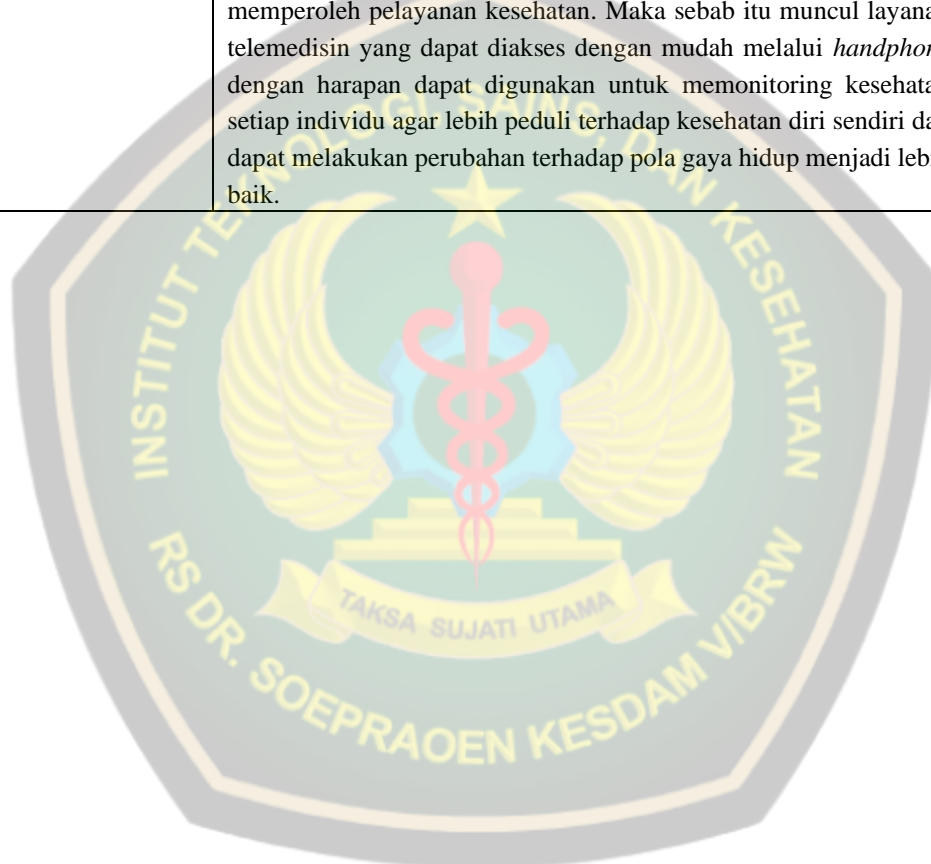 memperoleh pelayanan kesehatan. Maka sebab itu muncul layana
telemedisin yang dapat diakses dengan mudah melalui handphon
dengan harapan dapat digunakan untuk memonitoring kesehata
setiap individu agar lebih peduli terhadap kesehatan diri sendiri da
dapat melakukan perubahan terhadap pola gaya hidup menjadi lebi
baik.
INSTITUT TEKNOLOGI, SAINS, DAN KESEHATAN
TAKSA SUJATI UTAMA
RS DR. SOEPRAOEN KESDAM V/BRW